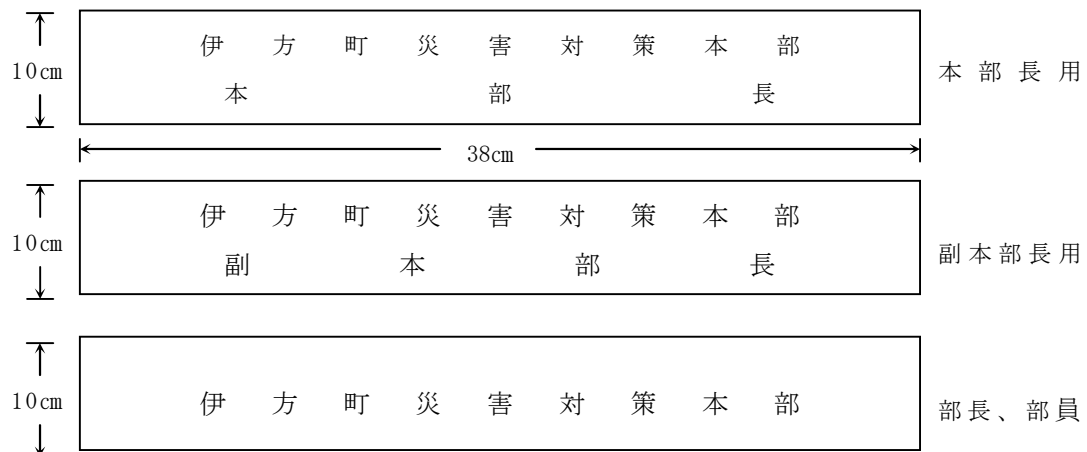 伊方町災害対策本部
本部長
10㎝
本部長用
38㎝
伊方町災害対策本部
副本部長
10㎝
副本部長用
伊方町災害対策本部
10㎝
部長、部員